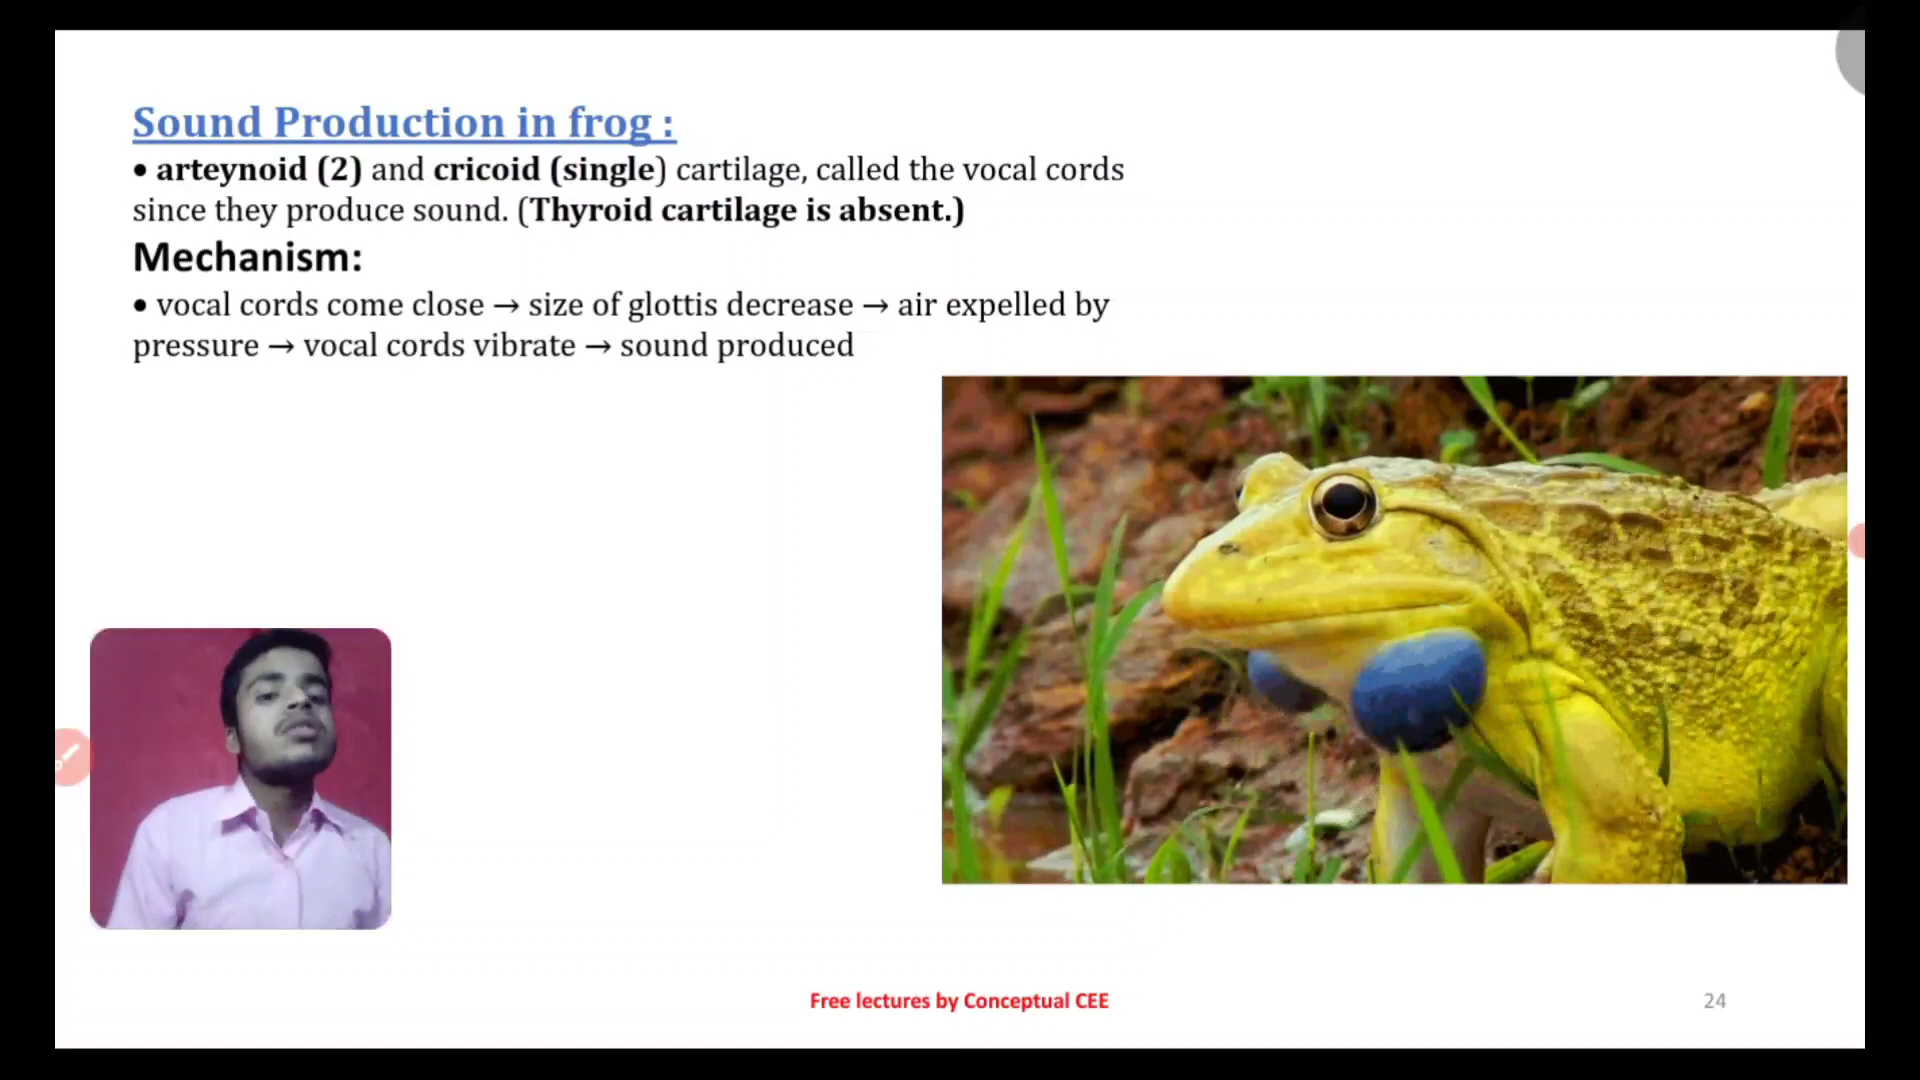 Sound Production in frog :
• arteynoid (2) and cricoid (single) cartilage, called the vocal cords
since they produce sound. (Thyroid cartilage is absent.)
Mechanism:
• vocal cords come close → size of glottis decrease → air expelled by
pressure → vocal cords vibrate → sound produced
Free lectures by Conceptual CEE
24